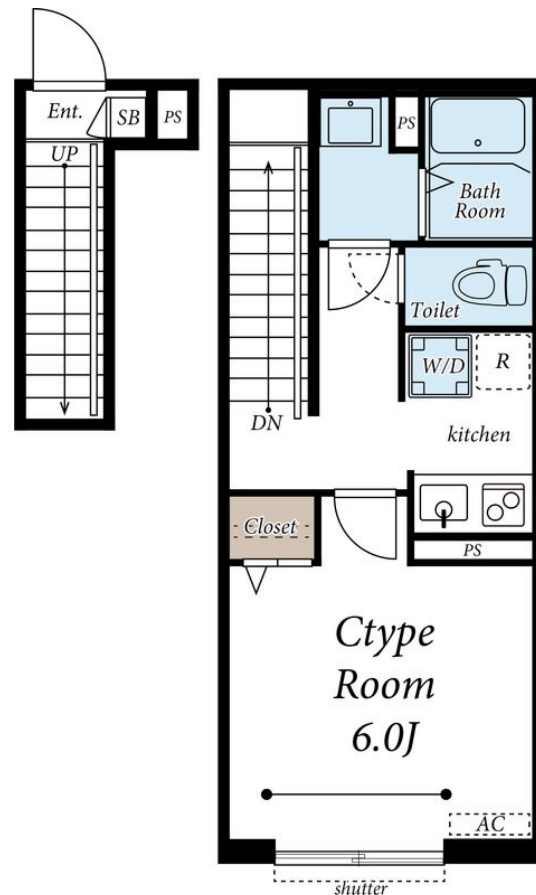 Ent.
SB
PS
UP
PS
Bath
Room
Toilet
W/D
R
DN
kitchen
Closet
PS
Ctype
Room
6.0J
AC
shutter